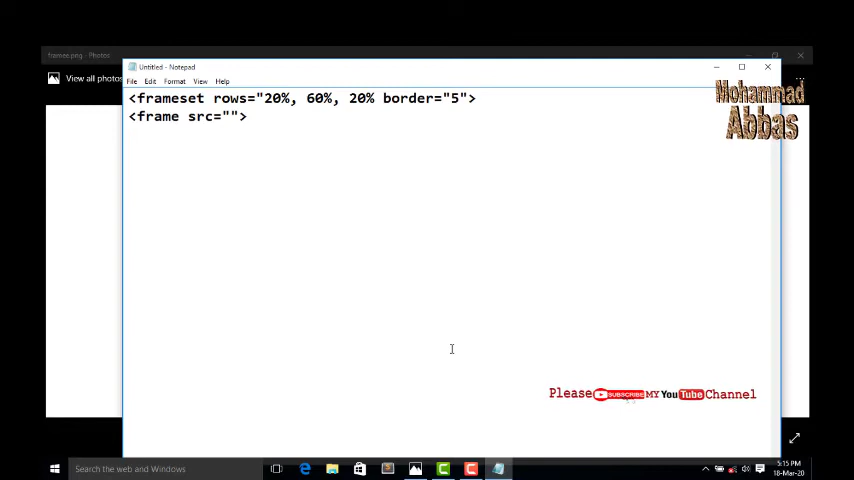 framee.png - Photos
View all photos
Untitled - Notepad
File Edit Format View Help
<frameset rows="20%, 60%, 20% border="5">
<frame src="">
Mohammad
Abbas
Please SUBSCRIBE MY YouTube Channel
Search the web and Windows
5:15 PM
18-Mar-20